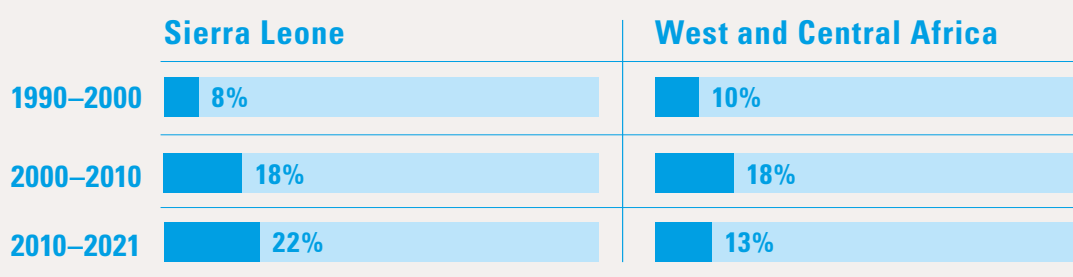 Sierra Leone West and Central Africa
1990–2000 8% 10%
2000–2010 18% 18%
2010–2021 22% 13%